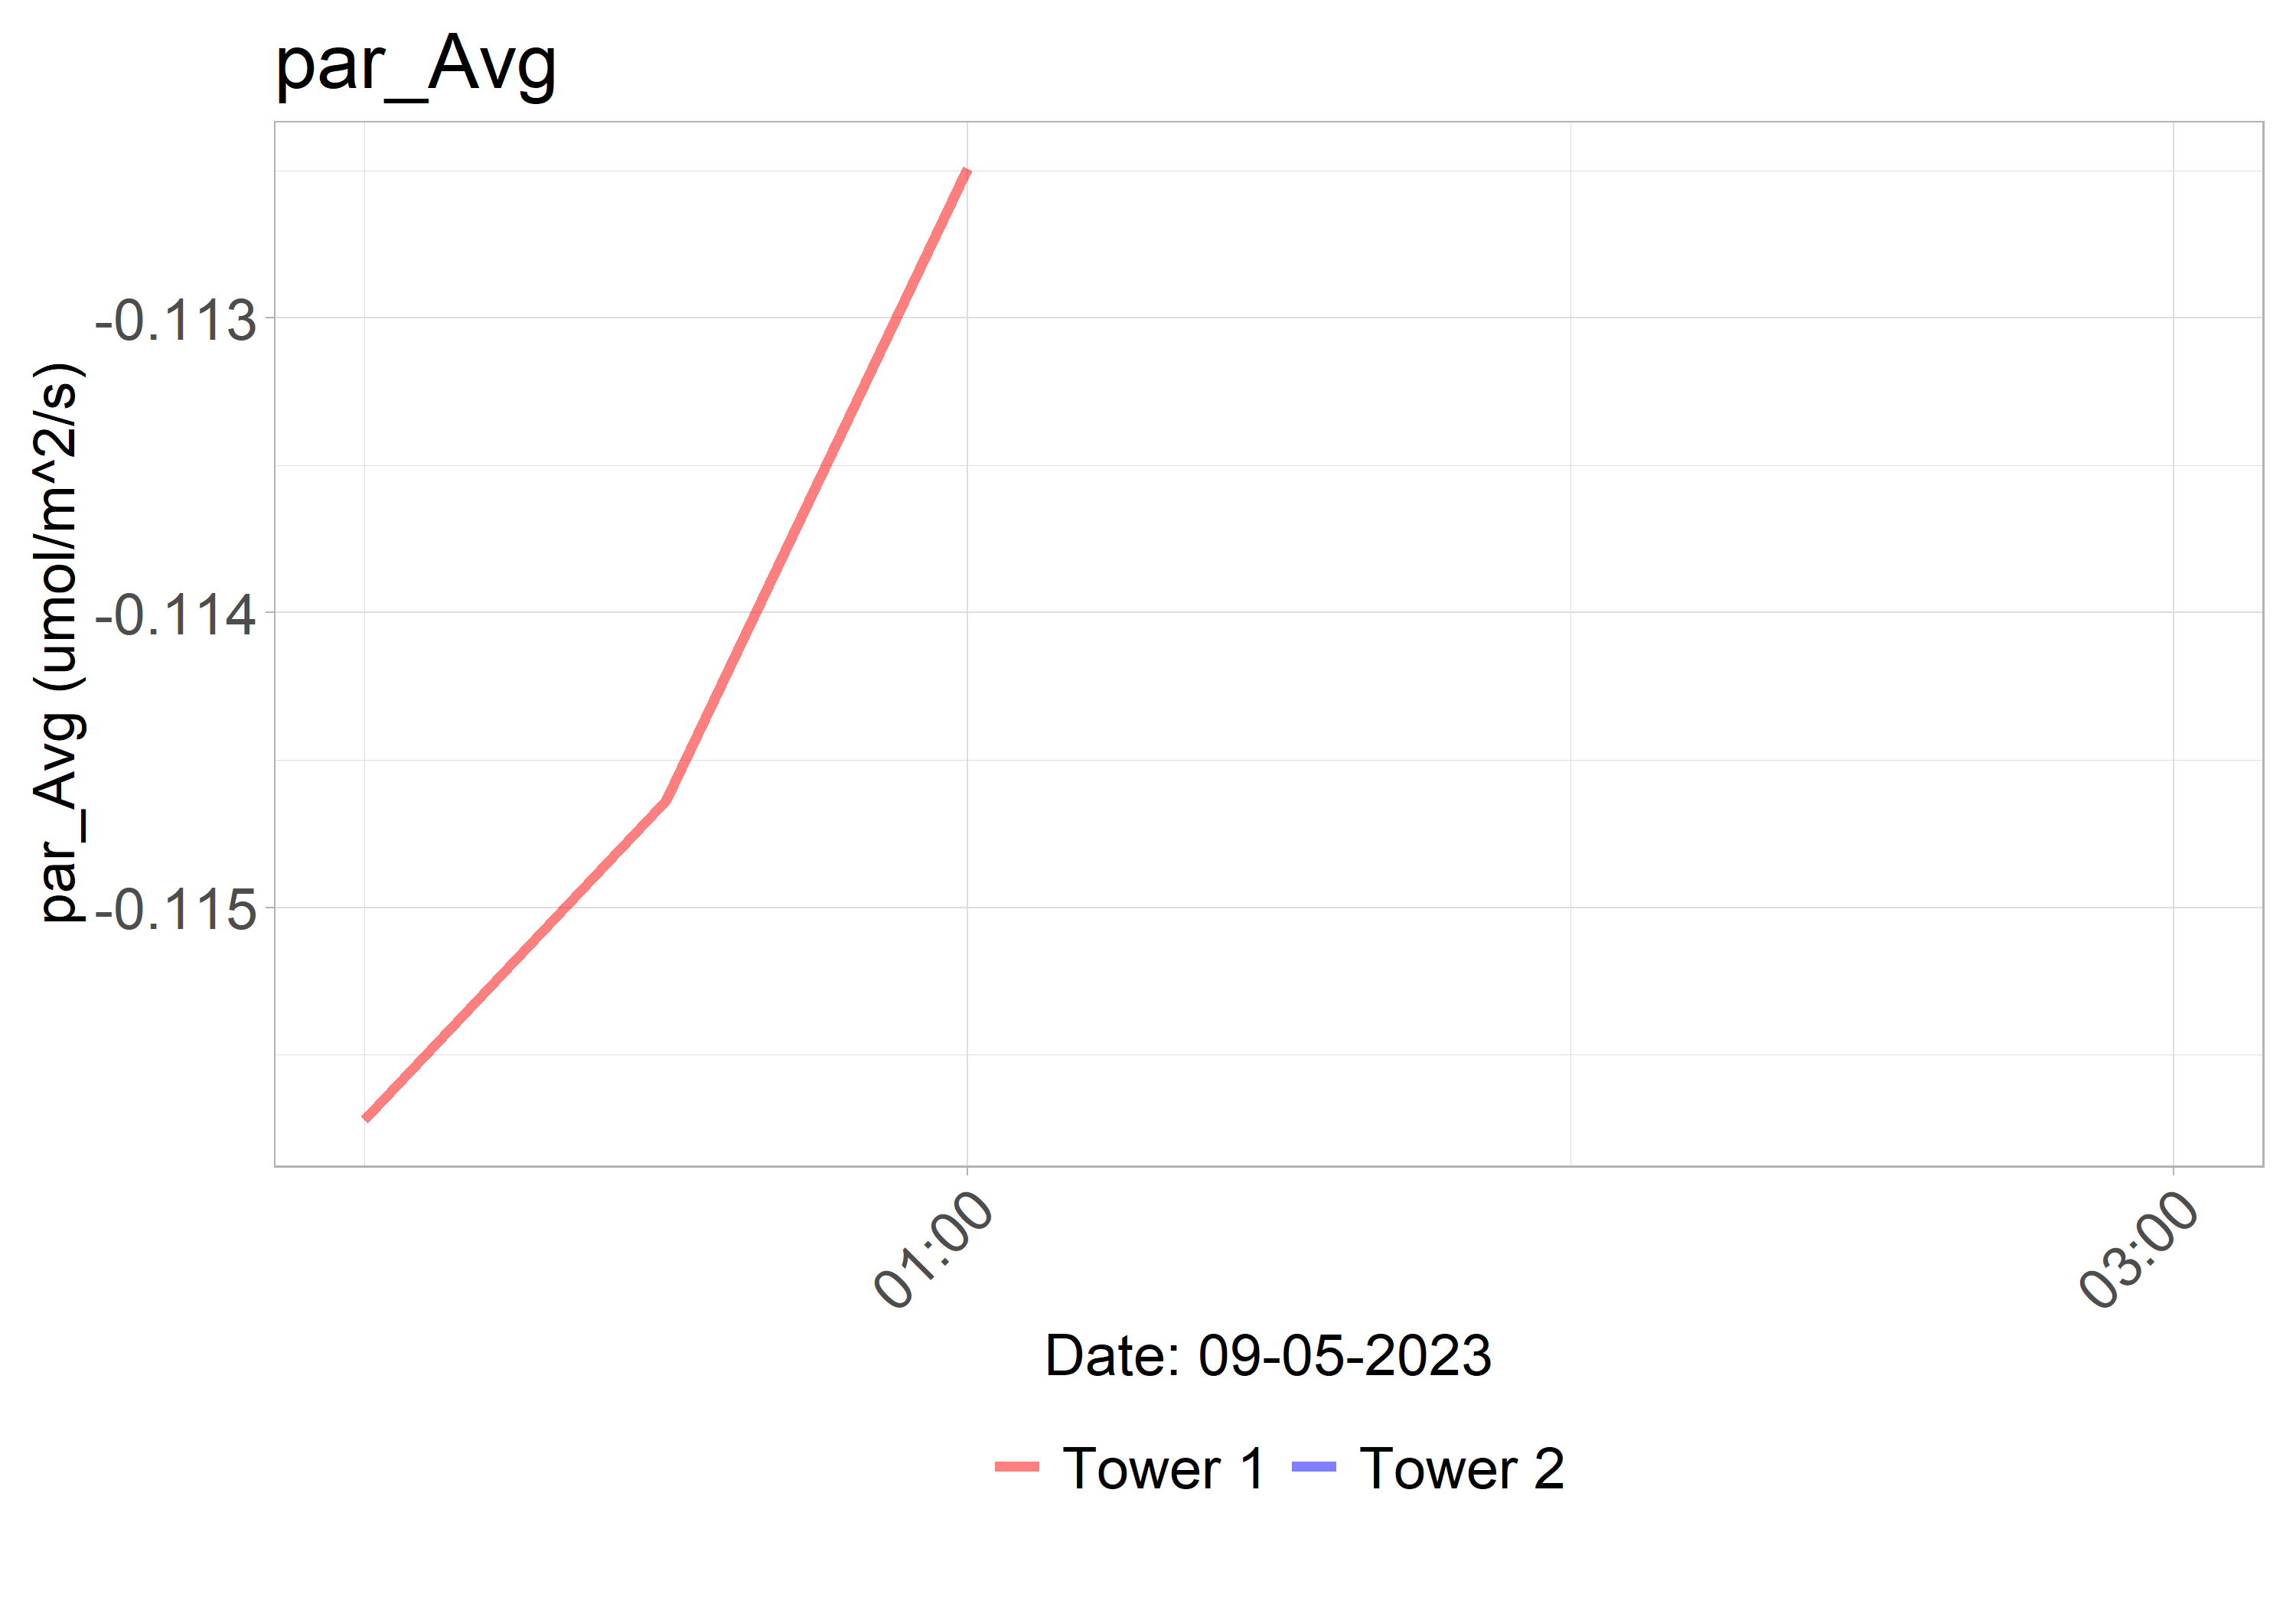 par_Avg
par_Avg (umol/m^2/s)
-0.113
-0.114
-0.115
01:00
03:00
Date: 09-05-2023
Tower 1
Tower 2